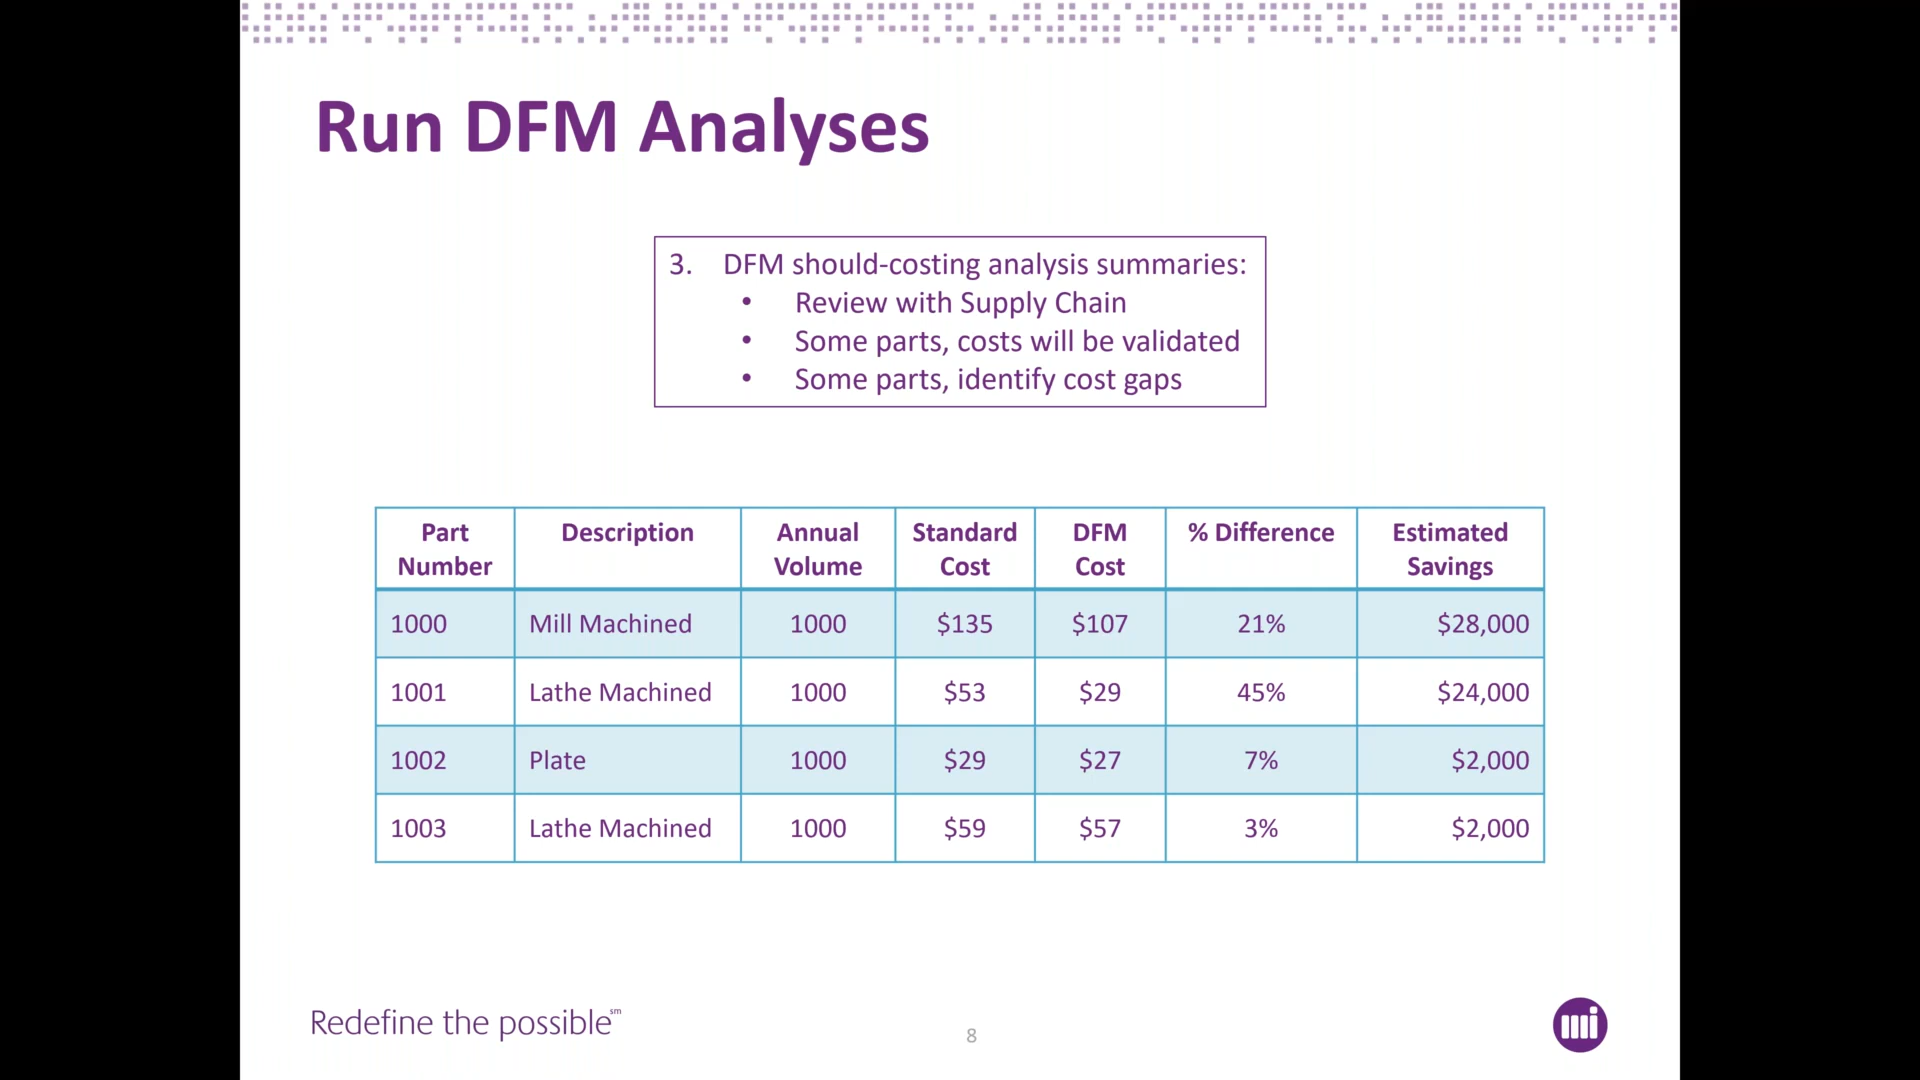 Run DFM Analyses
3. DFM should-costing analysis summaries:
• Review with Supply Chain
• Some parts, costs will be validated
• Some parts, identify cost gaps
Part Number Description Annual Volume Standard Cost DFM Cost % Difference Estimated Savings
1000 Mill Machined 1000 $135 $107 21% $28,000
1001 Lathe Machined 1000 $53 $29 45% $24,000
1002 Plate 1000 $29 $27 7% $2,000
1003 Lathe Machined 1000 $59 $57 3% $2,000
Redefine the possible℠
8